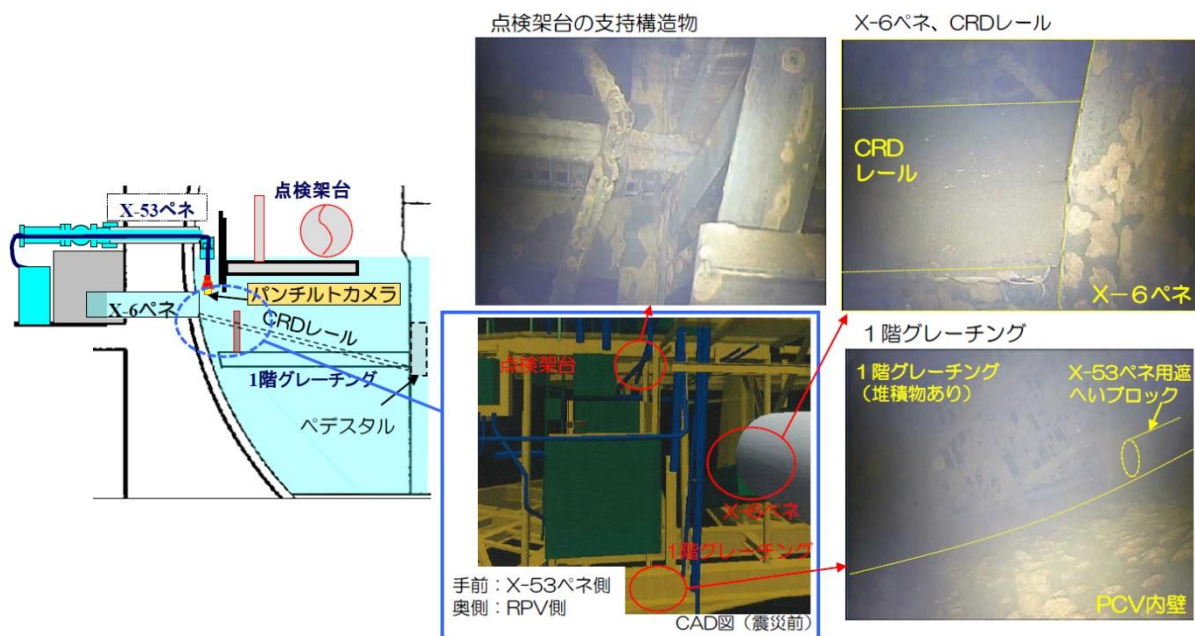 点検架台の支持構造物
X-6ペネ、CRDレール
CRD
レール
X-6ペネ
点検架台
X-53ペネ
パンチルトカメラ
X-6ペネ
CRDレール
1階グレーチング
ペデスタル
点検架台
X-6ペネ
1階グレーチング
手前:X-53ペネ側
奥側:RPV側
CAD図(震災前)
1階グレーチング
1階グレーチング
(堆積物あり)
X-53ペネ用遮
へいブロック
PCV内壁